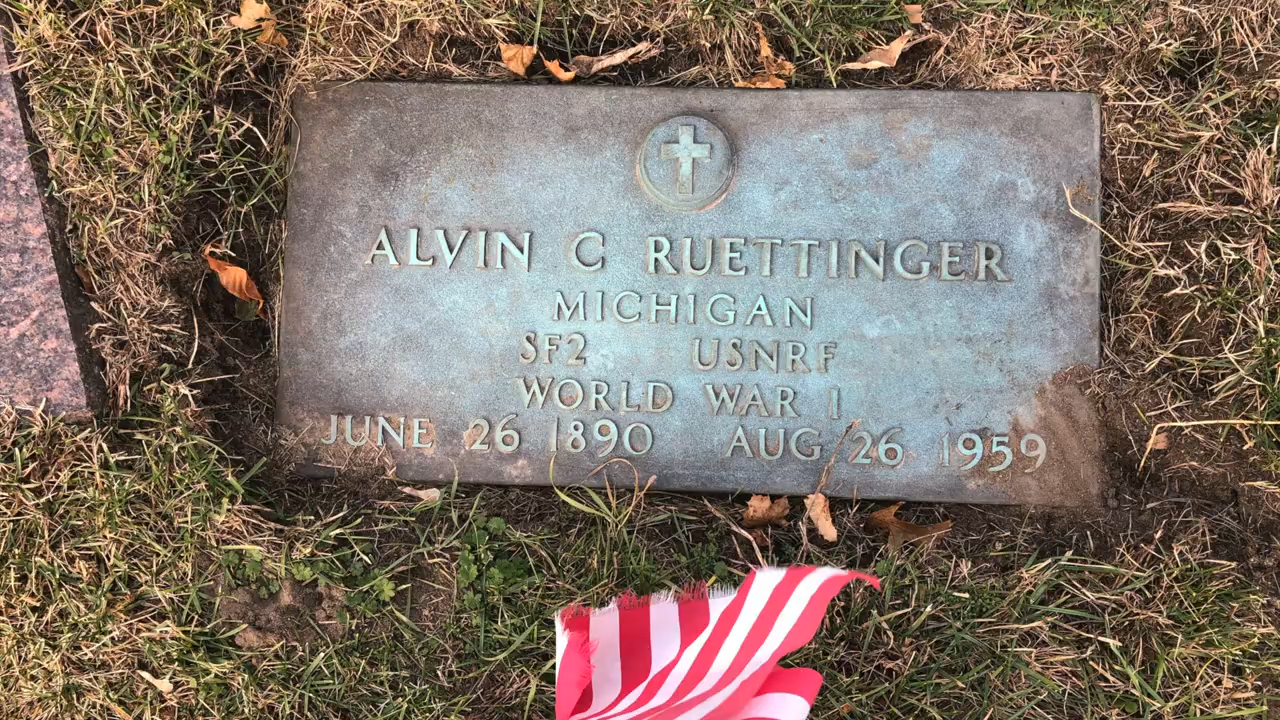 ALVIN C RUETTINGER
MICHIGAN
SF2 USNRF
WORLD WAR I
JUNE 26 1890 AUG 26 1959